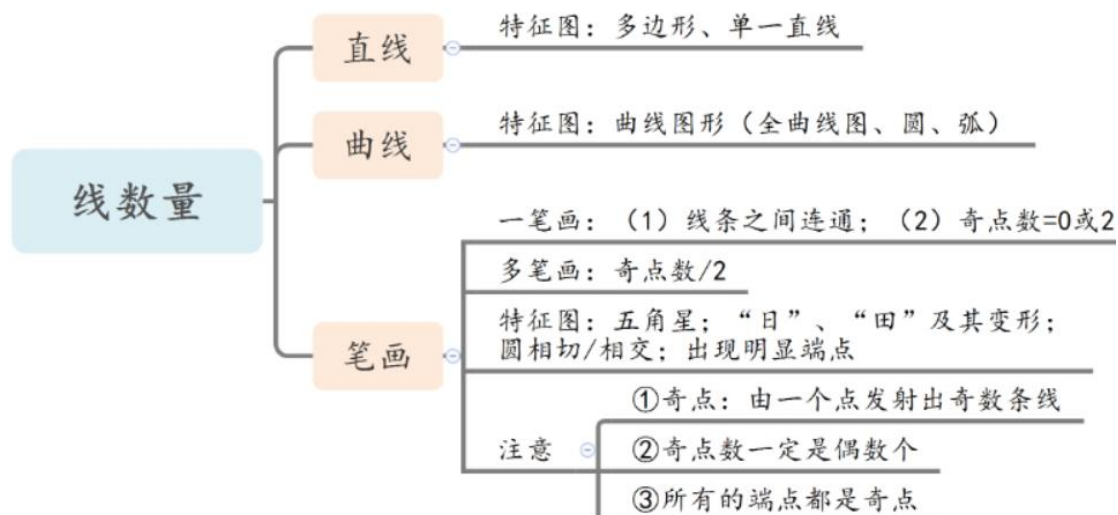 线数量
直线
特征图：多边形、单一直线
曲线
特征图：曲线图形（全曲线图、圆、弧）
笔画
一笔画：（1）线条之间连通；（2）奇点数=0或2
多笔画：奇点数/2
特征图：五角星；“日”、“田”及其变形；
圆相切/相交；出现明显端点
注意
①奇点：由一个点发射出奇数条线
②奇点数一定是偶数个
③所有的端点都是奇点